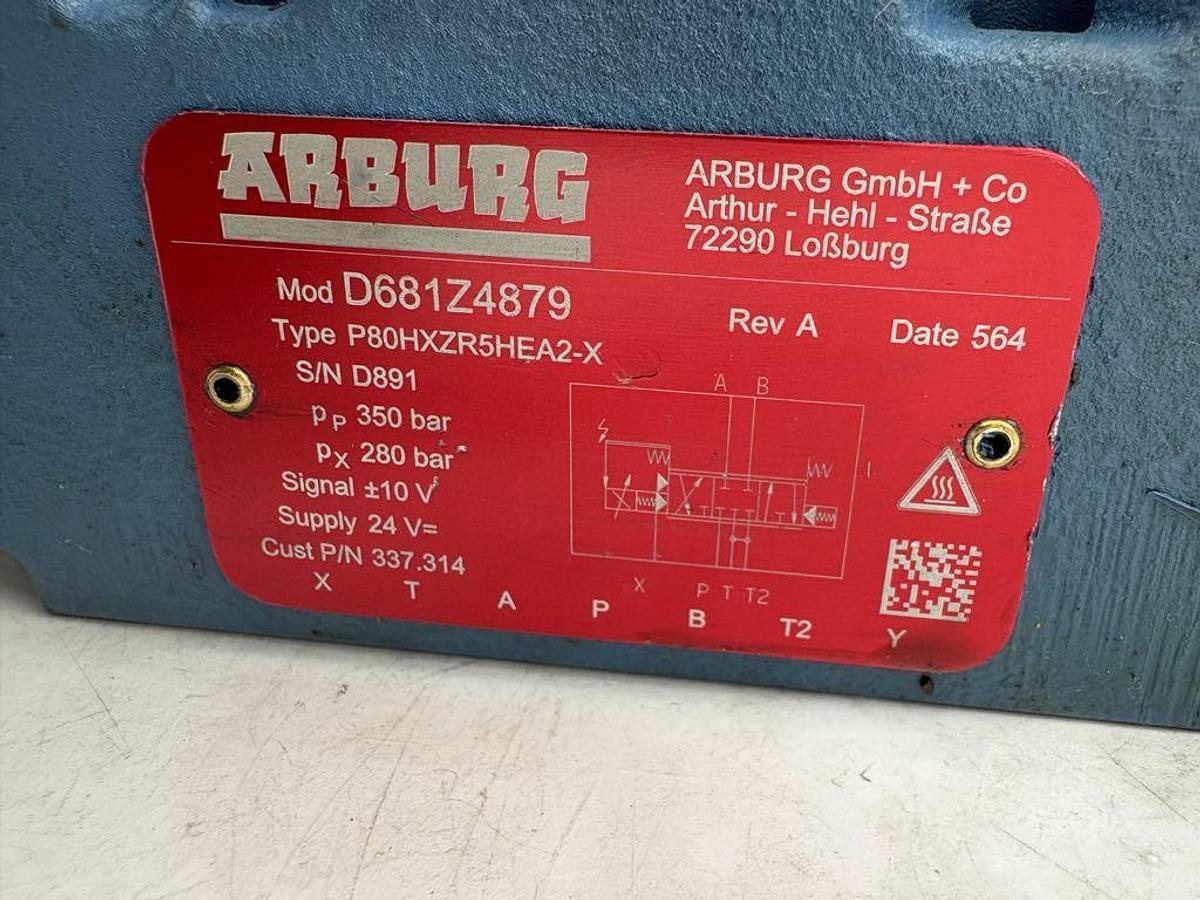 ARBURG
ARBURG GmbH + Co
Arthur - Hehl - Straße
72290 Loßburg
Mod D681Z4879
Rev A
Date 564
Type P80HXZR5HEA2-X
S/N D891
pP 350 bar
pX 280 bar
Signal ±10 V
Supply 24 V=
Cust P/N 337.314
A B
X P T T2
X T A P B T2 Y